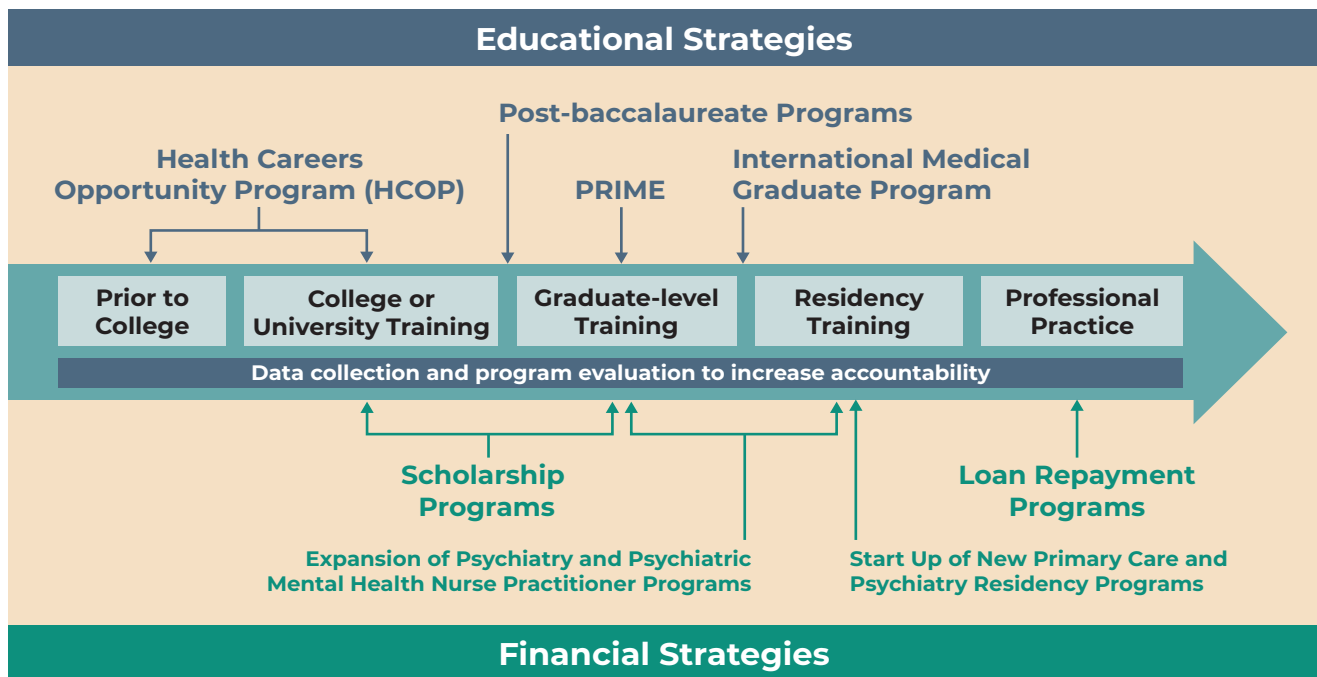 Educational Strategies
Post-baccalaureate Programs
Health Careers
Opportunity Program (HCOP)
PRIME
International Medical
Graduate Program
Prior to
College
College or
University Training
Graduate-level
Training
Residency
Training
Professional
Practice
Data collection and program evaluation to increase accountability
Scholarship
Programs
Loan Repayment
Programs
Expansion of Psychiatry and Psychiatric
Mental Health Nurse Practitioner Programs
Start Up of New Primary Care and
Psychiatry Residency Programs
Financial Strategies